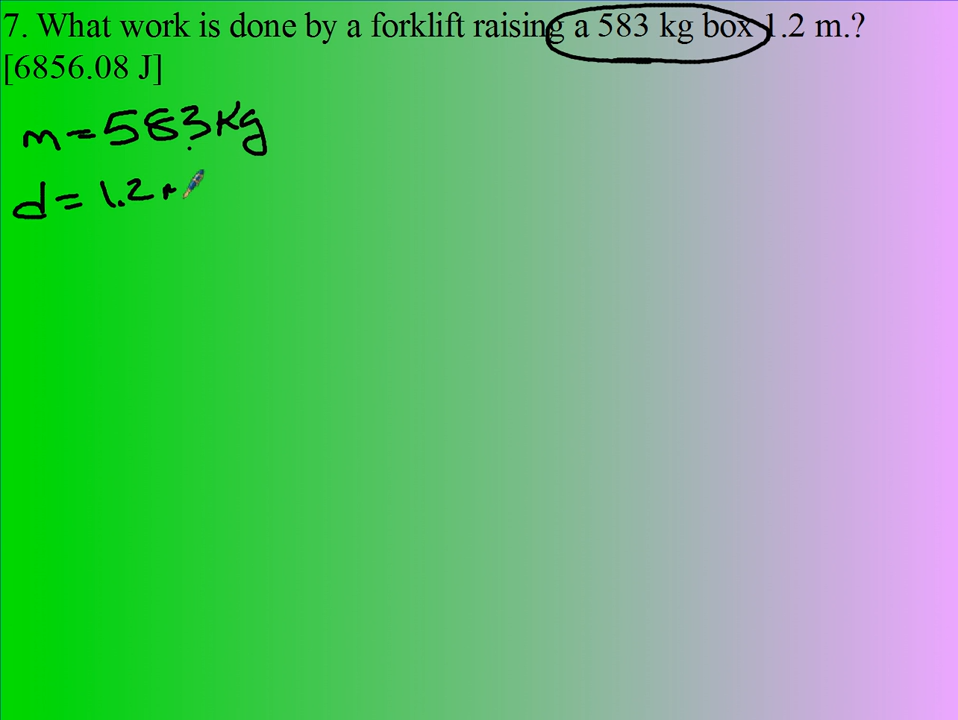 7. What work is done by a forklift raising a 583 kg box 1.2 m.?
[6856.08 J]
m = 583 kg
d = 1.2